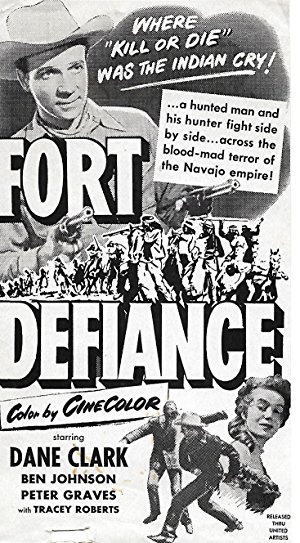 WHERE
"KILL OR DIE"
WAS THE INDIAN CRY!
...a hunted man and
his hunter fight side
by side...across the
blood-mad terror of
the Navajo empire!
FORT
DEFIANCE
Color by CINECOLOR
starring
DANE CLARK
BEN JOHNSON
PETER GRAVES
with TRACEY ROBERTS
RELEASED
THRU
UNITED
ARTISTS